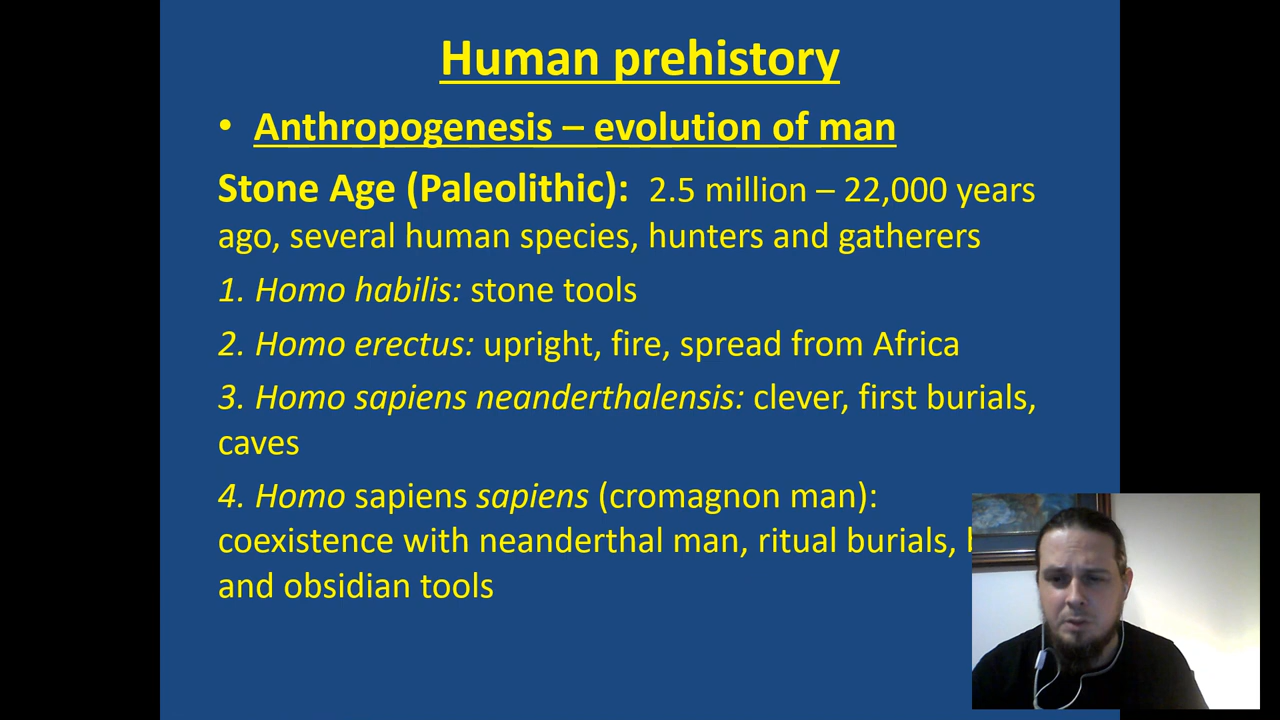 Human prehistory
• Anthropogenesis – evolution of man
Stone Age (Paleolithic): 2.5 million – 22,000 years
ago, several human species, hunters and gatherers
1. Homo habilis: stone tools
2. Homo erectus: upright, fire, spread from Africa
3. Homo sapiens neanderthalensis: clever, first burials,
caves
4. Homo sapiens sapiens (cromagnon man):
coexistence with neanderthal man, ritual burials,
and obsidian tools